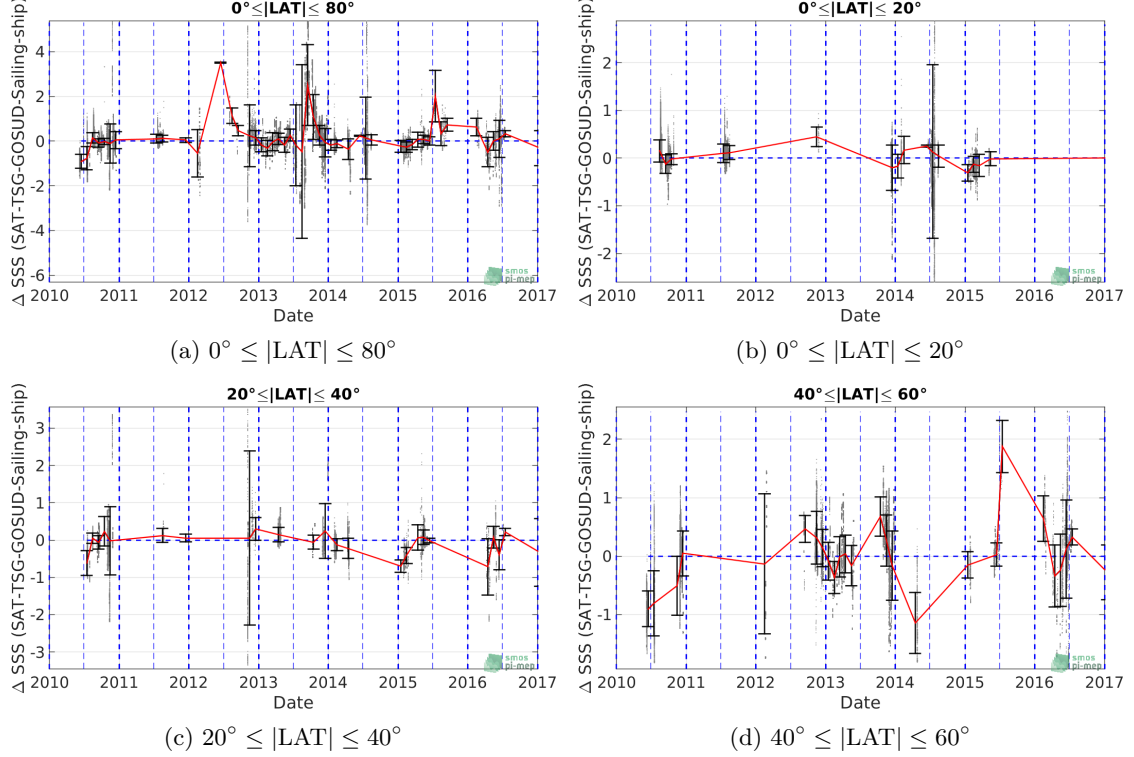 0°≤|LAT|≤ 80°
Δ SSS (SAT-TSG-GOSUD-Sailing-ship)
4
2
0
-2
-4
-6
2010 2011 2012 2013 2014 2015 2016 2017
Date
smos
pi-mep
(a) 0° ≤ |LAT| ≤ 80°
0°≤|LAT|≤ 20°
Δ SSS (SAT-TSG-GOSUD-Sailing-ship)
2
1
0
-1
-2
2010 2011 2012 2013 2014 2015 2016 2017
Date
smos
pi-mep
(b) 0° ≤ |LAT| ≤ 20°
20°≤|LAT|≤ 40°
Δ SSS (SAT-TSG-GOSUD-Sailing-ship)
3
2
1
0
-1
-2
-3
2010 2011 2012 2013 2014 2015 2016 2017
Date
smos
pi-mep
(c) 20° ≤ |LAT| ≤ 40°
40°≤|LAT|≤ 60°
Δ SSS (SAT-TSG-GOSUD-Sailing-ship)
2
1
0
-1
2010 2011 2012 2013 2014 2015 2016 2017
Date
smos
pi-mep
(d) 40° ≤ |LAT| ≤ 60°